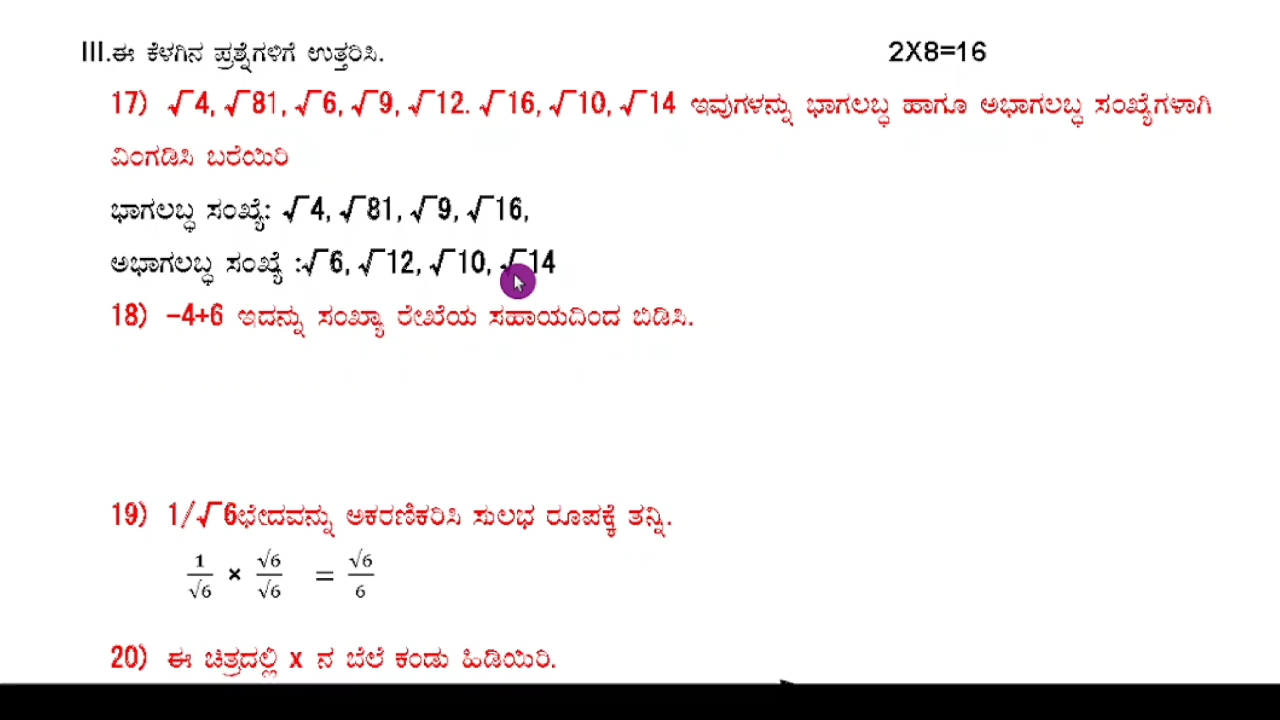 III.ಈ ಕೆಳಗಿನ ಪ್ರಶ್ನೆಗಳಿಗೆ ಉತ್ತರಿಸಿ. 2X8=16
17) √4, √81, √6, √9, √12. √16, √10, √14 ಇವುಗಳನ್ನು ಭಾಗಲಬ್ಧ ಹಾಗೂ ಅಭಾಗಲಬ್ಧ ಸಂಖ್ಯೆಗಳಾಗಿ
ವಿಂಗಡಿಸಿ ಬರೆಯಿರಿ
ಭಾಗಲಬ್ಧ ಸಂಖ್ಯೆ: √4, √81, √9, √16,
ಅಭಾಗಲಬ್ಧ ಸಂಖ್ಯೆ :√6, √12, √10, √14
18) -4+6 ಇದನ್ನು ಸಂಖ್ಯಾ ರೇಖೆಯ ಸಹಾಯದಿಂದ ಬಿಡಿಸಿ.
19) 1/√6ಛೇದವನ್ನು ಅಕರಣಿಕರಿಸಿ ಸುಲಭ ರೂಪಕ್ಕೆ ತನ್ನಿ.
1/√6 × √6/√6 = √6/6
20) ಈ ಚಿತ್ರದಲ್ಲಿ x ನ ಬೆಲೆ ಕಂಡು ಹಿಡಿಯಿರಿ.